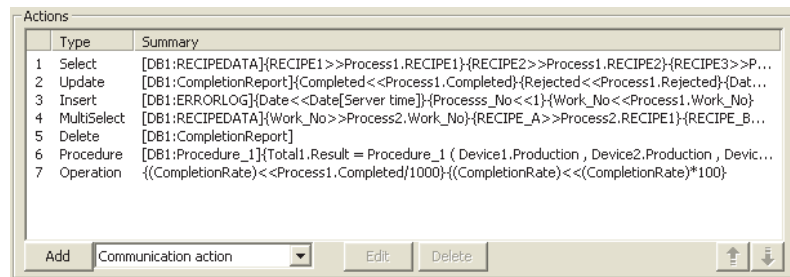 Actions
Type Summary
1 Select [DB1:RECIPEDATA]{RECIPE1>>Process1.RECIPE1}{RECIPE2>>Process1.RECIPE2}{RECIPE3>>P...
2 Update [DB1:CompletionReport]{Completed<<Process1.Completed}{Rejected<<Process1.Rejected}{Dat...
3 Insert [DB1:ERRORLOG]{Date<<Date[Server time]}{Processs_No<<1}{Work_No<<Process1.Work_No}
4 MultiSelect [DB1:RECIPEDATA]{Work_No>>Process2.Work_No}{RECIPE_A>>Process2.RECIPE1}{RECIPE_B...
5 Delete [DB1:CompletionReport]
6 Procedure [DB1:Procedure_1]{Total1.Result = Procedure_1 ( Device1.Production , Device2.Production , Devic...
7 Operation {(CompletionRate)<<Process1.Completed/1000}{(CompletionRate)<<(CompletionRate)*100}
Add Communication action Edit Delete